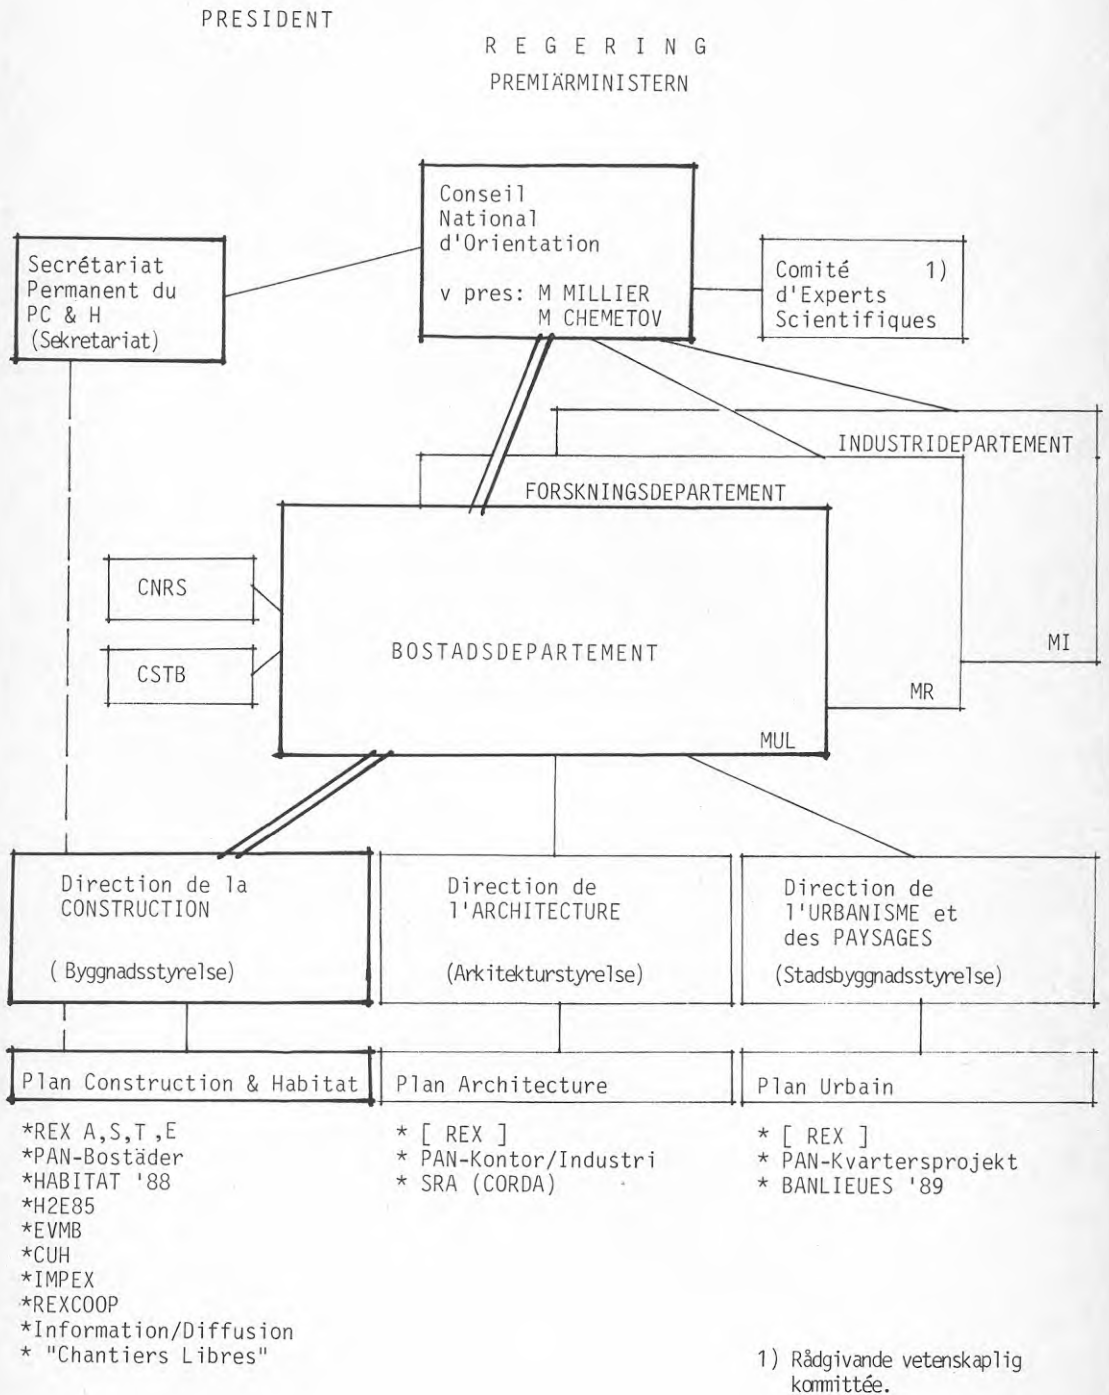 PRESIDENT
R E G E R I N G
PREMIÄRMINISTERN
Conseil
National
d'Orientation
v pres: M MILLIER
M CHEMETOV
Secrétariat
Permanent du
PC & H
(Sekretariat)
Comité 1)
d'Experts
Scientifiques
INDUSTRIDEPARTEMENT
FORSKNINGSDEPARTEMENT
CNRS
BOSTADSDEPARTEMENT
CSTB
MI
MR
MUL
Direction de la
CONSTRUCTION
( Byggnadsstyrelse)
Direction de
l'ARCHITECTURE
(Arkitekturstyrelse)
Direction de
l'URBANISME et
des PAYSAGES
(Stadsbyggnadsstyrelse)
Plan Construction & Habitat
*REX A,S,T ,E
*PAN-Bostäder
*HABITAT '88
*H2E85
*EVMB
*CUH
*IMPEX
*REXCOOP
*Information/Diffusion
* "Chantiers Libres"
Plan Architecture
* [ REX ]
* PAN-Kontor/Industri
* SRA (CORDA)
Plan Urbain
* [ REX ]
* PAN-Kvartersprojekt
* BANLIEUES '89
1) Rådgivande vetenskaplig
kommittée.